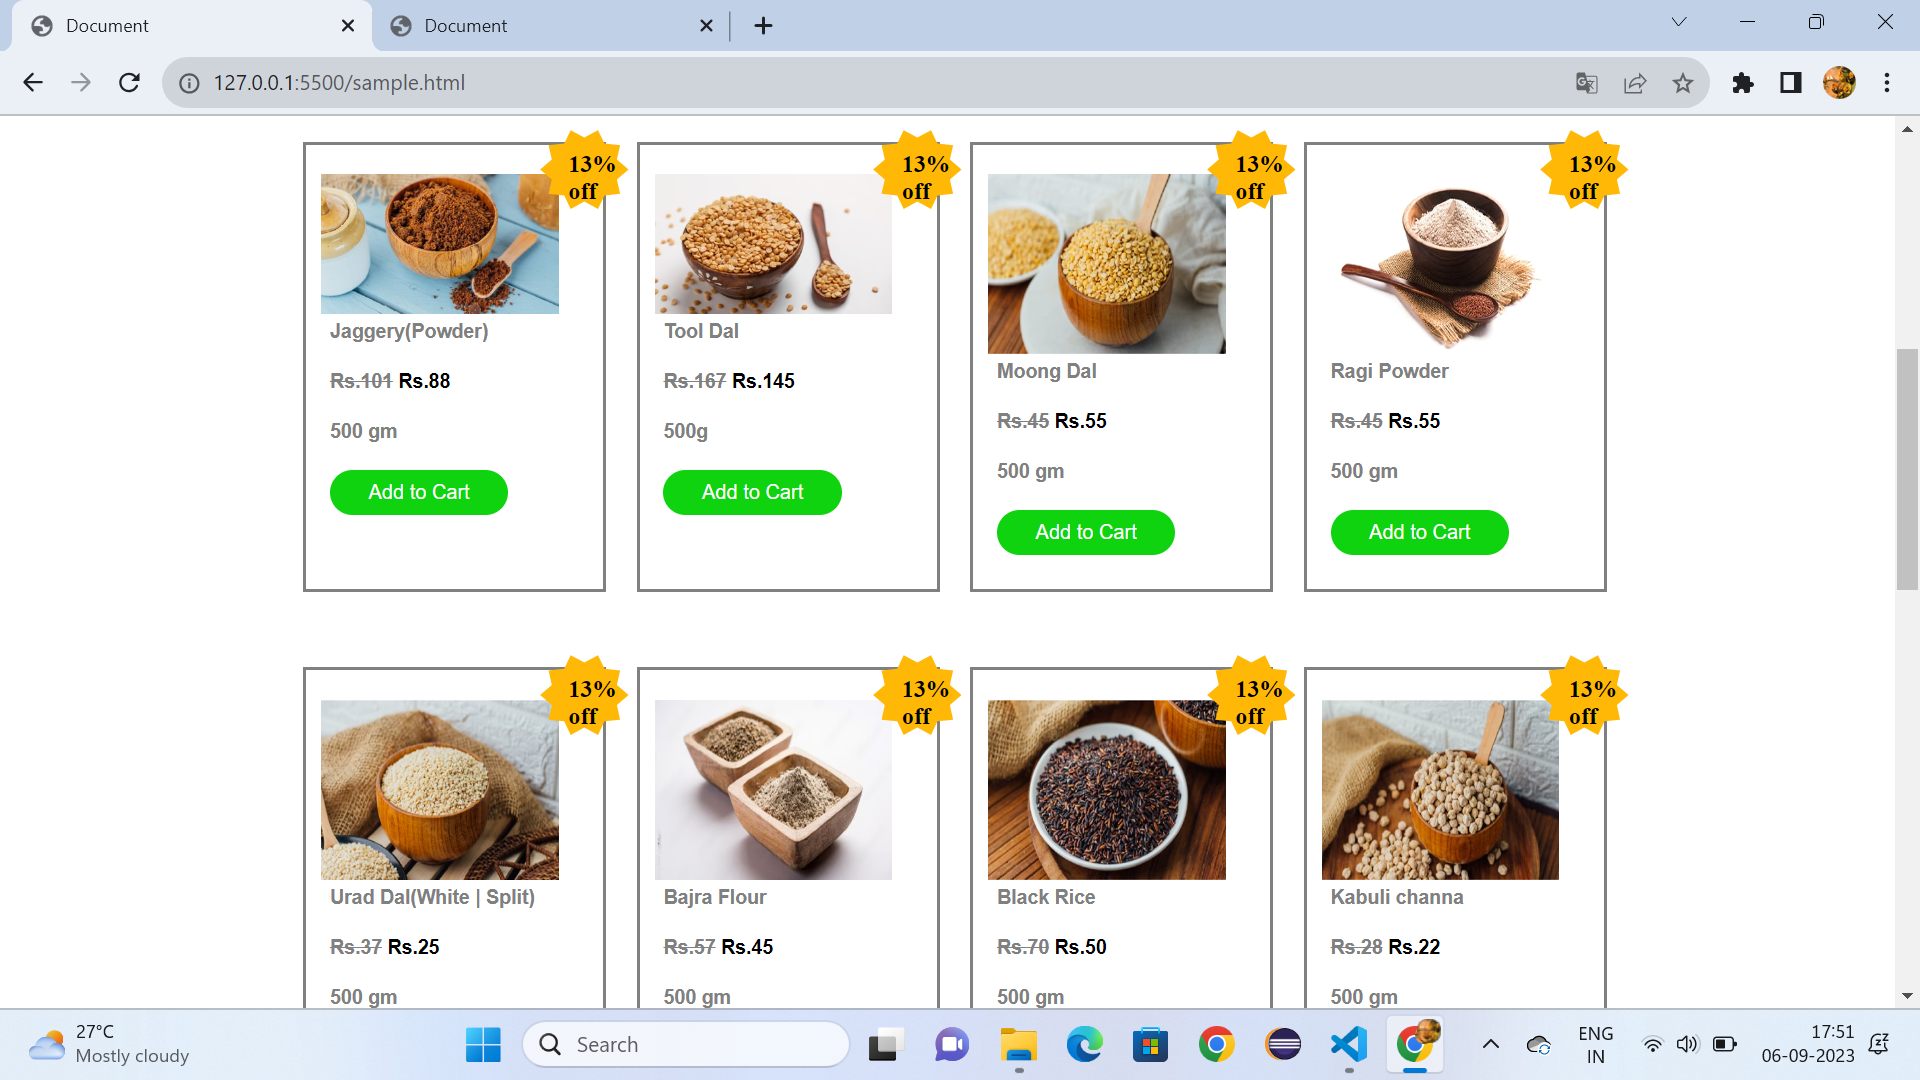 Document
Document
127.0.0.1:5500/sample.html
13%
off
13%
off
13%
off
13%
off
Jaggery(Powder)
Rs.101 Rs.88
500 gm
Add to Cart
Tool Dal
Rs.167 Rs.145
500g
Add to Cart
Moong Dal
Rs.45 Rs.55
500 gm
Add to Cart
Ragi Powder
Rs.45 Rs.55
500 gm
Add to Cart
13%
off
13%
off
13%
off
13%
off
Urad Dal(White | Split)
Rs.37 Rs.25
500 gm
Bajra Flour
Rs.57 Rs.45
500 gm
Black Rice
Rs.70 Rs.50
500 gm
Kabuli channa
Rs.28 Rs.22
500 gm
27°C
Mostly cloudy
Search
ENG
IN
17:51
06-09-2023